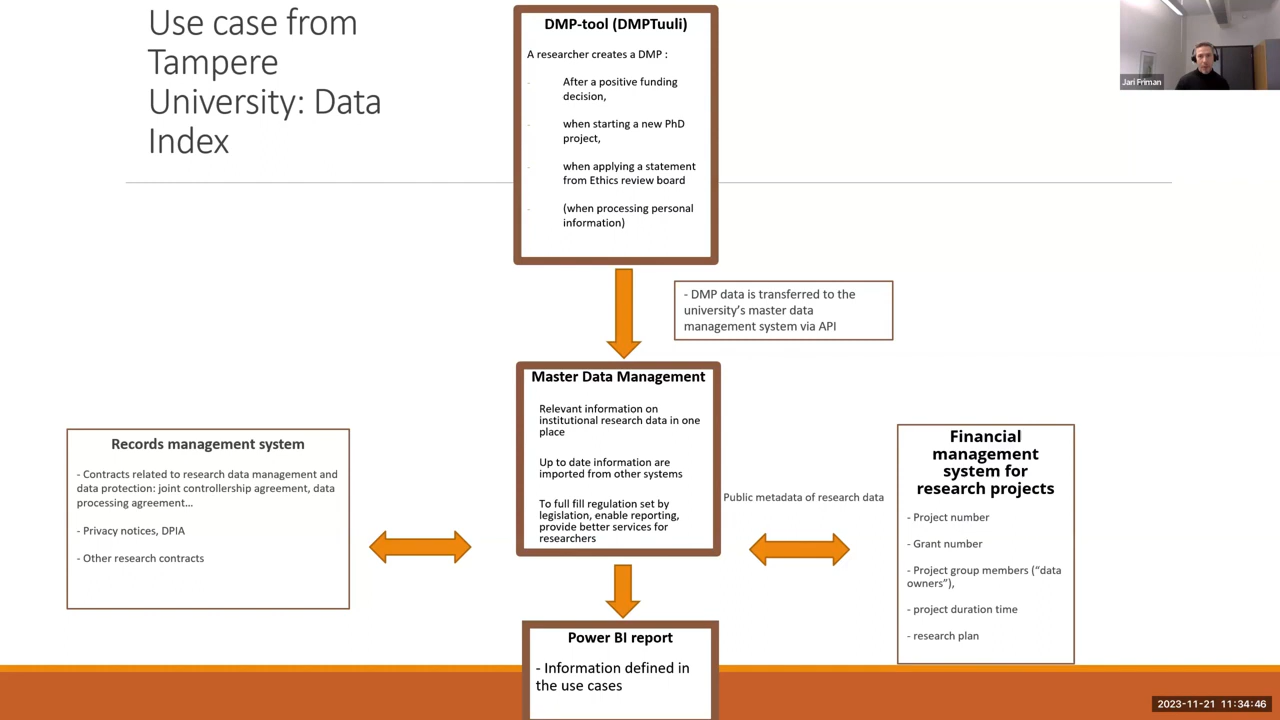 Use case from
Tampere
University: Data
Index
DMP-tool (DMPTuuli)
A researcher creates a DMP :
- After a positive funding
decision,
- when starting a new PhD
project,
- when applying a statement
from Ethics review board
- (when processing personal
information)
Jari Friman
- DMP data is transferred to the
university's master data
management system via API
Master Data Management
Relevant information on
institutional research data in one
place
Up to date information are
imported from other systems
To full fill regulation set by
legislation, enable reporting,
provide better services for
researchers
Records management system
- Contracts related to research data management and
data protection: joint controllership agreement, data
processing agreement…
- Privacy notices, DPIA
- Other research contracts
Public metadata of research data
Financial
management
system for
research projects
- Project number
- Grant number
- Project group members (“data
owners”),
- project duration time
- research plan
Power BI report
- Information defined in
the use cases
2023-11-21 11:34:46